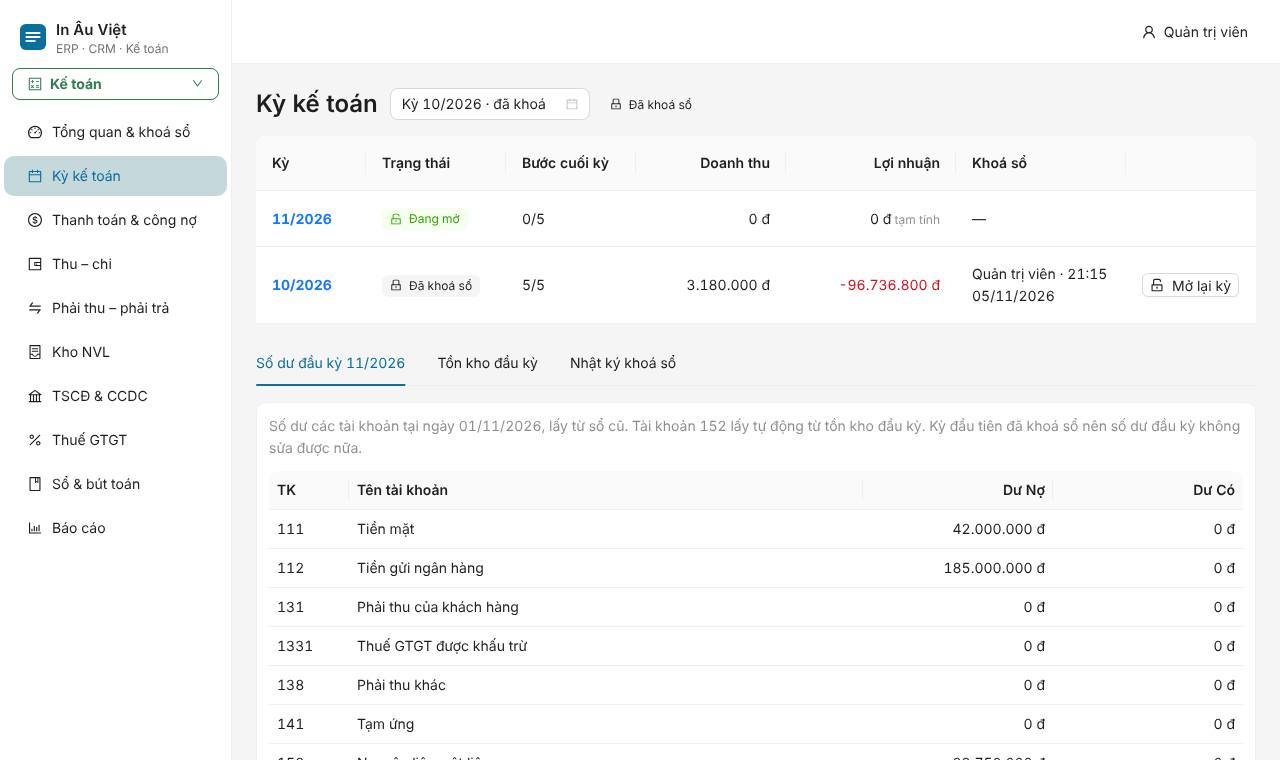 In Âu Việt
ERP · CRM · Kế toán
Kế toán
Tổng quan & khoá sổ
Kỳ kế toán
Thanh toán & công nợ
Thu – chi
Phải thu – phải trả
Kho NVL
TSCĐ & CCDC
Thuế GTGT
Sổ & bút toán
Báo cáo
Quản trị viên
Kỳ kế toán
Kỳ 10/2026 · đã khoá
Đã khoá sổ
Kỳ Trạng thái Bước cuối kỳ Doanh thu Lợi nhuận Khoá sổ
11/2026 Đang mở 0/5 0 đ 0 đ tạm tính —
10/2026 Đã khoá sổ 5/5 3.180.000 đ -96.736.800 đ Quản trị viên · 21:15 05/11/2026 Mở lại kỳ
Số dư đầu kỳ 11/2026 Tồn kho đầu kỳ Nhật ký khoá sổ
Số dư các tài khoản tại ngày 01/11/2026, lấy từ sổ cũ. Tài khoản 152 lấy tự động từ tồn kho đầu kỳ. Kỳ đầu tiên đã khoá sổ nên số dư đầu kỳ không
sửa được nữa.
TK Tên tài khoản Dư Nợ Dư Có
111 Tiền mặt 42.000.000 đ 0 đ
112 Tiền gửi ngân hàng 185.000.000 đ 0 đ
131 Phải thu của khách hàng 0 đ 0 đ
1331 Thuế GTGT được khấu trừ 0 đ 0 đ
138 Phải thu khác 0 đ 0 đ
141 Tạm ứng 0 đ 0 đ